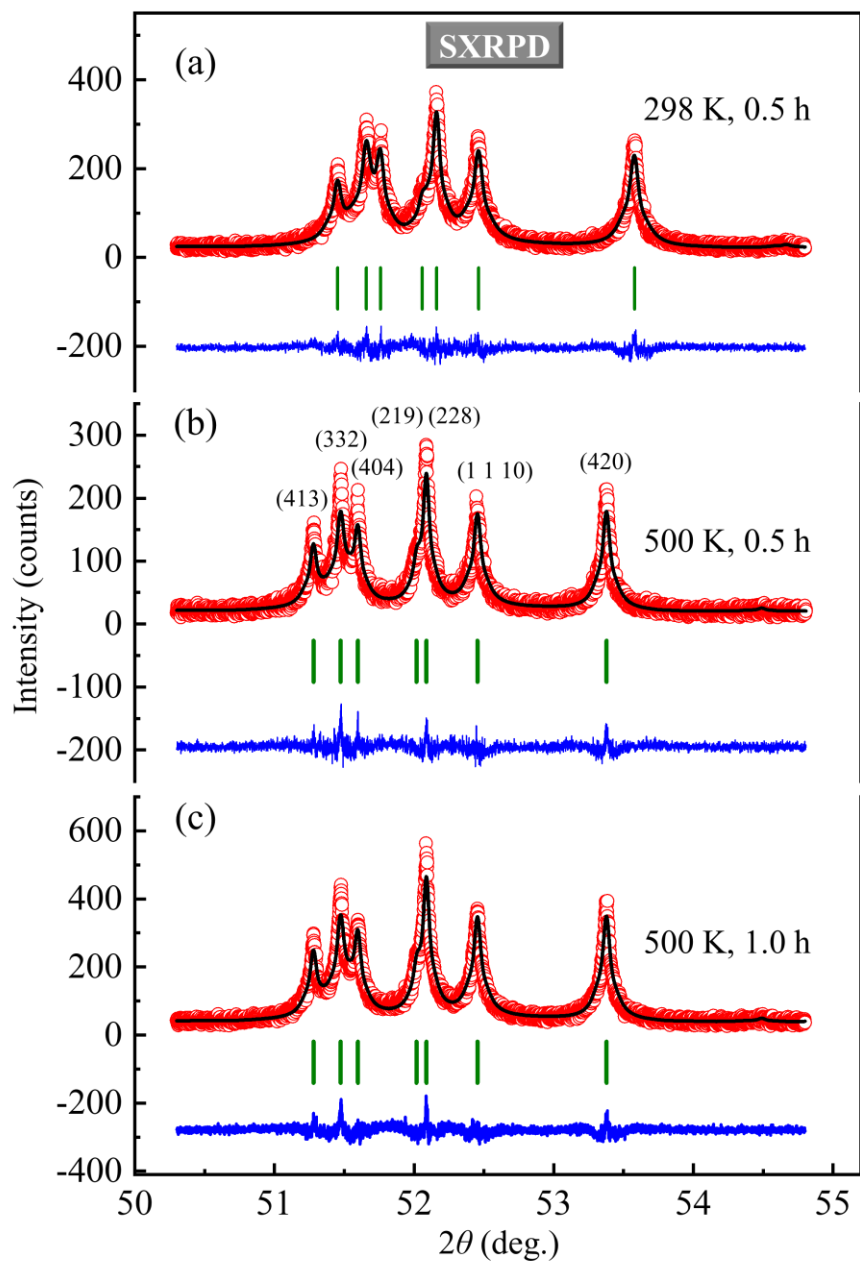 SXRPD
(a)
298 K, 0.5 h
400
200
0
-200
(b)
(219) (228)
(332)
(404)
(1 1 10)
(420)
(413)
500 K, 0.5 h
300
200
100
0
-100
-200
(c)
500 K, 1.0 h
600
400
200
0
-200
-400
Intensity (counts)
50 51 52 53 54 55
2θ (deg.)